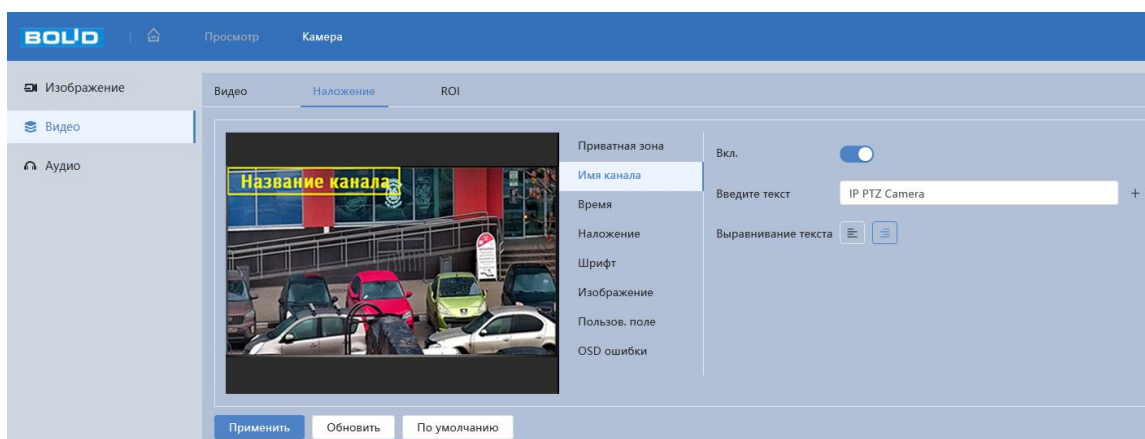 BOLID Просмотр Камера
Изображение
Видео
Аудио
Видео Наложение ROI
Название канала
Приватная зона
Имя канала
Время
Наложение
Шрифт
Изображение
Пользов. поле
OSD ошибки
Вкл.
Введите текст IP PTZ Camera +
Выравнивание текста
Применить Обновить По умолчанию